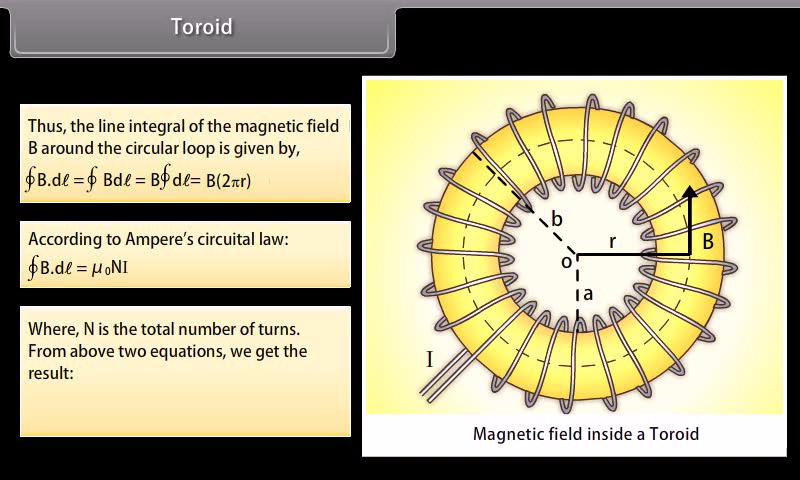 Toroid
Thus, the line integral of the magnetic field
B around the circular loop is given by,
∮B.dℓ =∮ Bdℓ = B∮dℓ= B(2πr)
According to Ampere's circuital law:
∮B.dℓ = μ₀NI
Where, N is the total number of turns.
From above two equations, we get the
result:
b
r
B
o
a
I
Magnetic field inside a Toroid